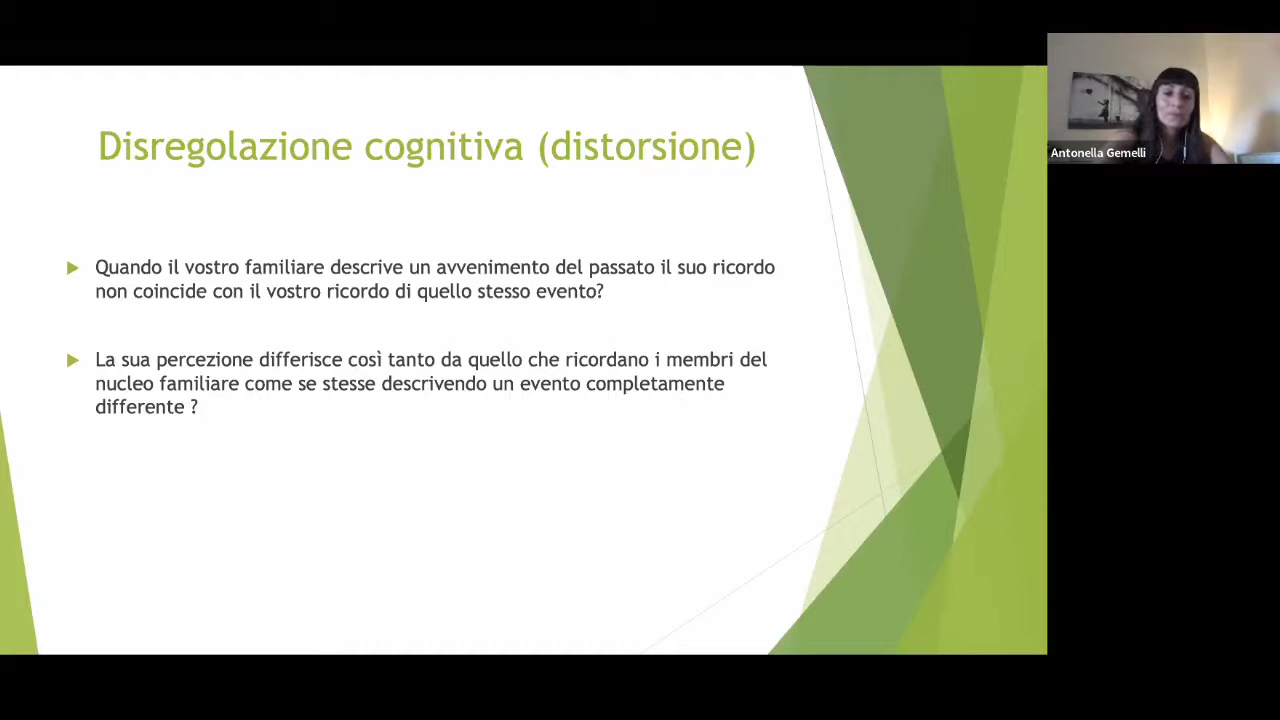 Disregolazione cognitiva (distorsione)
Quando il vostro familiare descrive un avvenimento del passato il suo ricordo
non coincide con il vostro ricordo di quello stesso evento?
La sua percezione differisce così tanto da quello che ricordano i membri del
nucleo familiare come se stesse descrivendo un evento completamente
differente ?
Antonella Gemelli